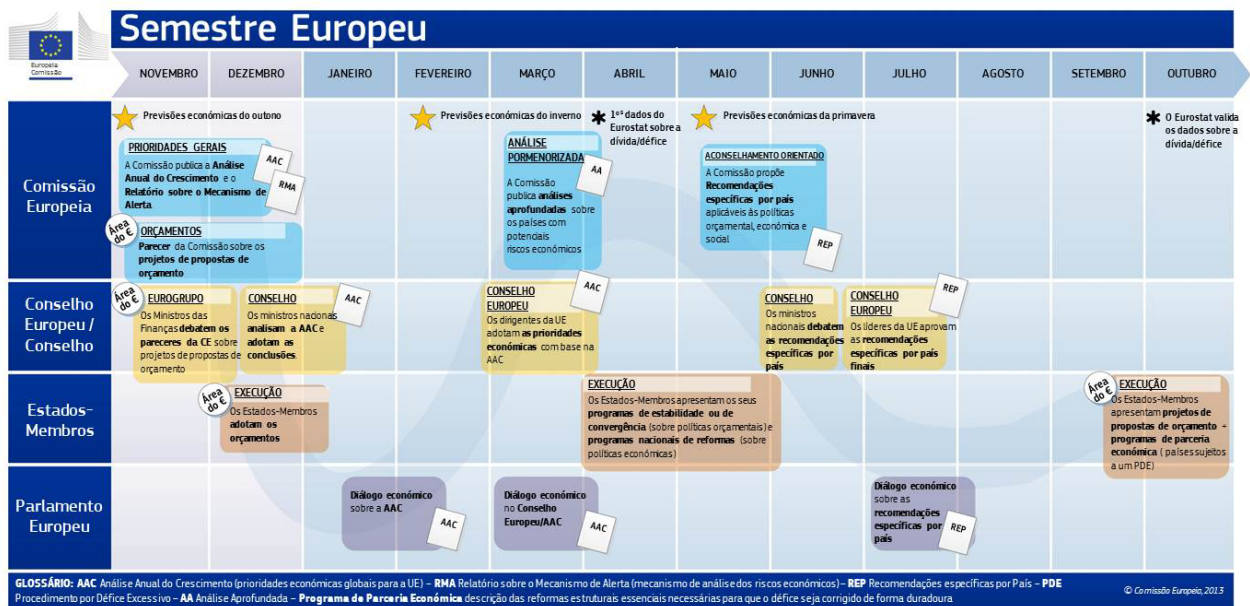 Semestre Europeu
Europeia
Comissão
NOVEMBRO
DEZEMBRO
JANEIRO
FEVEREIRO
MARÇO
ABRIL
MAIO
JUNHO
JULHO
AGOSTO
SETEMBRO
OUTUBRO
Comissão
Europeia
Previsões económicas do outono
Previsões económicas do inverno
1ºˢ dados do
Eurostat sobre a
dívida/défice
Previsões económicas da primavera
O Eurostat valida
os dados sobre a
dívida/défice
PRIORIDADES GERAIS
A Comissão publica a Análise
Anual do Crescimento e o
Relatório sobre o Mecanismo de
Alerta.
AAC
RMA
Área
do €
ORÇAMENTOS
Parecer da Comissão sobre os
projetos de propostas de
orçamento
ANÁLISE
PORMENORIZADA
A Comissão
publica análises
aprofundadas sobre
os países com
potenciais
riscos económicos
AA
ACONSELHAMENTO ORIENTADO
A Comissão propõe
Recomendações
específicas por país
aplicáveis às políticas
orçamental, económica e
social
REP
Conselho
Europeu /
Conselho
Área
do €
EUROGRUPO
Os Ministros das
Finanças debatem os
pareceres da CE sobre
projetos de propostas de
orçamento
CONSELHO
Os ministros nacionais
analisam a AAC e
adotam as
conclusões.
AAC
CONSELHO
EUROPEU
Os dirigentes da UE
adotam as prioridades
económicas com base na
AAC
AAC
CONSELHO
Os ministros
nacionais debatem
as recomendações
específicas por
país
CONSELHO
EUROPEU
Os líderes da UE aprovam
as recomendações
específicas por país
finais
REP
Estados-
Membros
Área
do €
EXECUÇÃO
Os Estados-Membros
adotam os
orçamentos
EXECUÇÃO
Os Estados-Membros apresentam os seus
programas de estabilidade ou de
convergência (sobre políticas orçamentais) e
programas nacionais de reformas (sobre
políticas económicas)
Área
do €
EXECUÇÃO
Os Estados-Membros
apresentam projetos de
propostas de orçamento +
programas de parceria
económica ( países sujeitos
a um PDE)
Parlamento
Europeu
Diálogo económico
sobre a AAC
AAC
Diálogo económico
no Conselho
Europeu/AAC
AAC
Diálogo económico
sobre as
recomendações
específicas por
país
REP
GLOSSÁRIO: AAC Análise Anual do Crescimento (prioridades económicas globais para a UE) – RMA Relatório sobre o Mecanismo de Alerta (mecanismo de análise dos riscos económicos) – REP Recomendações específicas por País – PDE
Procedimento por Défice Excessivo – AA Análise Aprofundada – Programa de Parceria Económica descrição das reformas estruturais essenciais necessárias para que o défice seja corrigido de forma duradoura
© Comissão Europeia, 2013